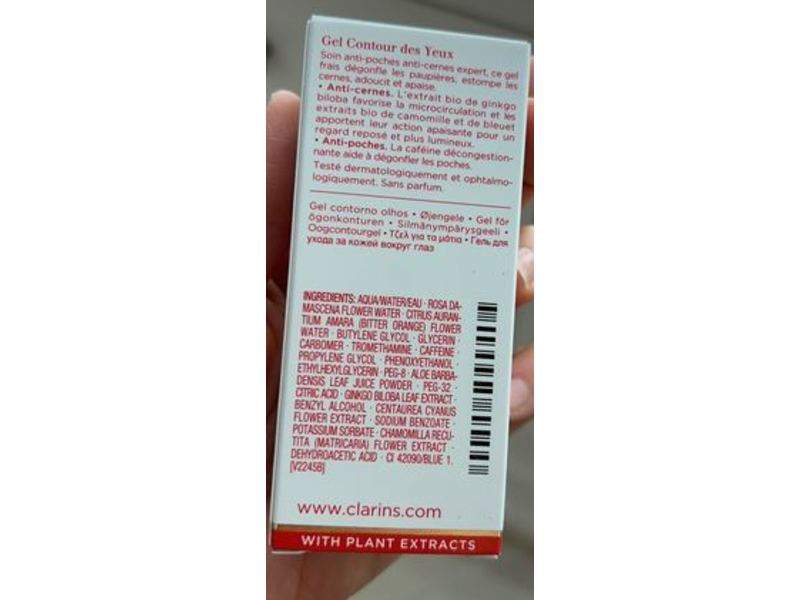 Gel Contour des Yeux
Soin anti-poches anti-cernes expert, ce gel
frais dégonfle les paupières, estompe les
cernes, adoucit et apaise.
• Anti-cernes. L'extrait bio de ginkgo
biloba favorise la microcirculation et les
extraits bio de camomille et de bleuet
apportent leur action apaisante pour un
regard reposé et plus lumineux.
• Anti-poches. La caféine décongestion-
nante aide à dégonfler les poches.
Testé dermatologiquement et ophtalmo-
logiquement. Sans parfum.
Gel contorno olhos • Øjengele • Gel för
ögonkonturen • Silmänympärysgeeli •
Oogcontourgel • Τζελ για τα μάτια • Гель для
ухода за кожей вокруг глаз
INGREDIENTS: AQUA/WATER/EAU · ROSA DA-
MASCENA FLOWER WATER · CITRUS AURAN-
TIUM AMARA (BITTER ORANGE) FLOWER
WATER · BUTYLENE GLYCOL · GLYCERIN ·
CARBOMER · TROMETHAMINE · CAFFEINE ·
PROPYLENE GLYCOL · PHENOXYETHANOL ·
ETHYLHEXYLGLYCERIN · PEG-8 · ALOE BARBA-
DENSIS LEAF JUICE POWDER · PEG-32 ·
CITRIC ACID · GINKGO BILOBA LEAF EXTRACT ·
BENZYL ALCOHOL · CENTAUREA CYANUS
FLOWER EXTRACT · SODIUM BENZOATE ·
POTASSIUM SORBATE · CHAMOMILLA RECU-
TITA (MATRICARIA) FLOWER EXTRACT ·
DEHYDROACETIC ACID · CI 42090/BLUE 1.
[V2245B]
www.clarins.com
WITH PLANT EXTRACTS